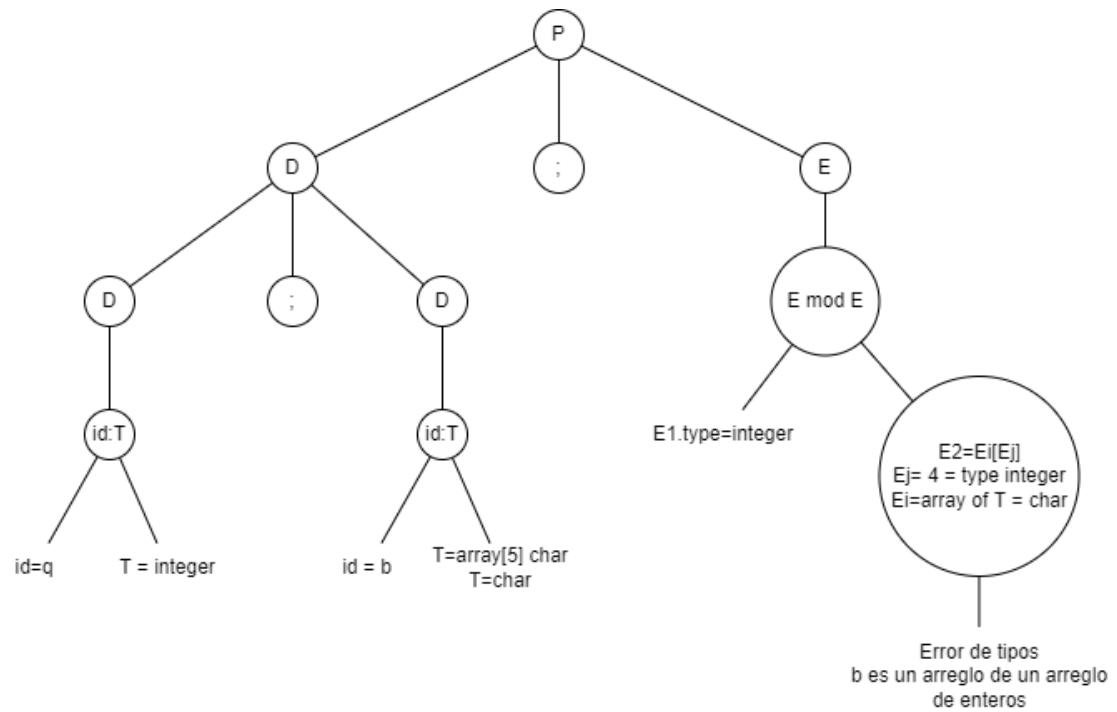 P
D
;
E
D
;
D
E mod E
id:T
id:T
E1.type=integer
E2=Ei[Ej]
Ej= 4 = type integer
Ei=array of T = char
id=q
T = integer
id = b
T=array[5] char
T=char
Error de tipos
b es un arreglo de un arreglo
de enteros